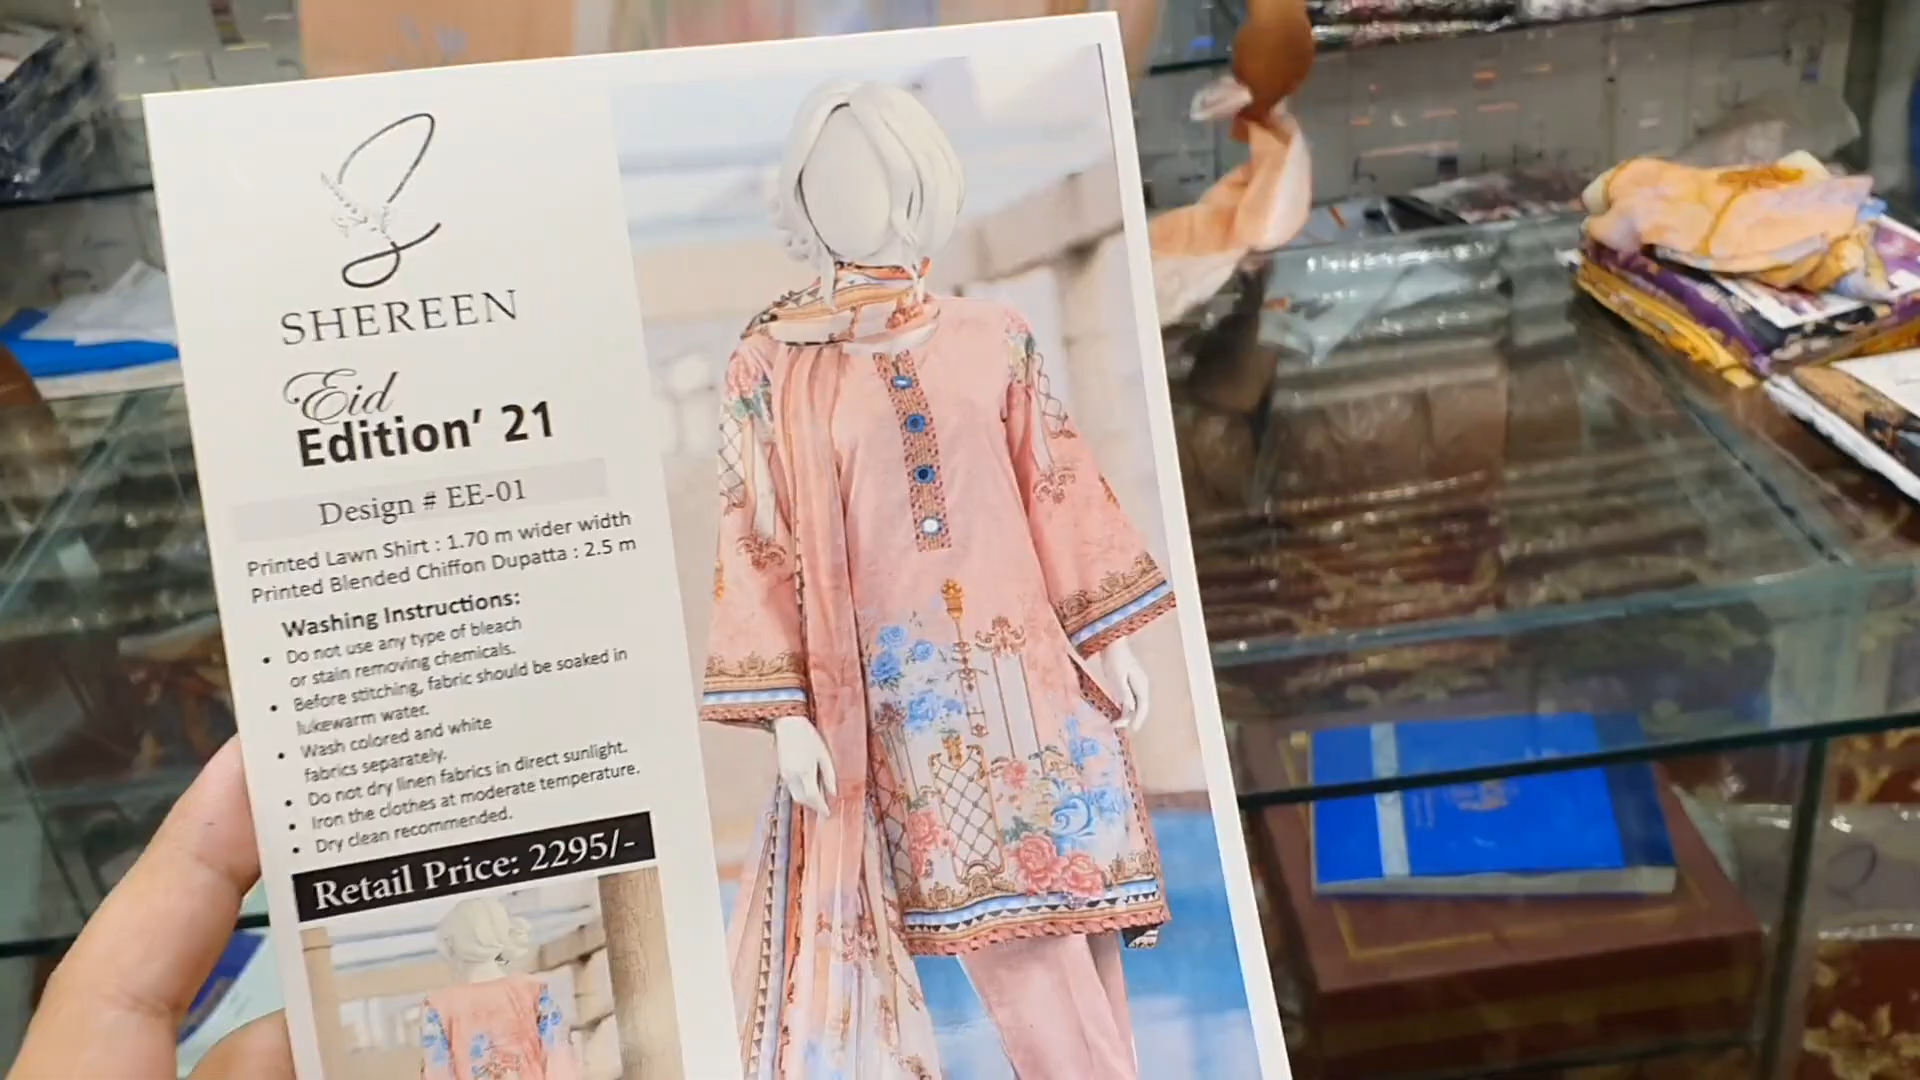 SHEREEN
Eid
Edition' 21
Design # EE-01
Printed Lawn Shirt : 1.70 m wider width
Printed Blended Chiffon Dupatta : 2.5 m
Washing Instructions:
• Do not use any type of bleach
or stain removing chemicals.
• Before stitching, fabric should be soaked in
lukewarm water.
• Wash colored and white
fabrics separately.
• Do not dry linen fabrics in direct sunlight.
• Iron the clothes at moderate temperature.
• Dry clean recommended.
Retail Price: 2295/-